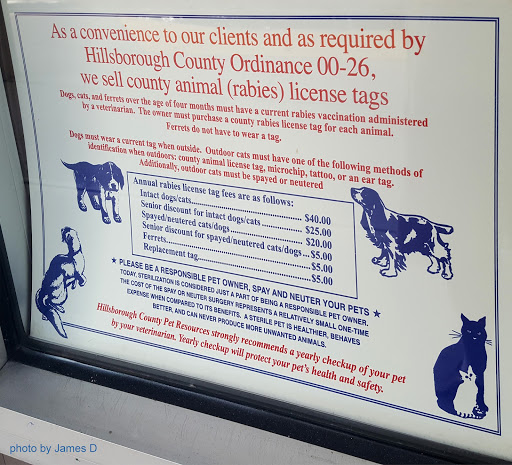 As a convenience to our clients and as required by
Hillsborough County Ordinance 00-26,
we sell county animal (rabies) license tags
Dogs, cats, and ferrets over the age of four months must have a current rabies vaccination administered
by a veterinarian. The owner must purchase a county rabies license tag for each animal.
Ferrets do not have to wear a tag.
Dogs must wear a current tag when outside. Outdoor cats must have one of the following methods of
identification when outdoors: county animal license tag, microchip, tattoo, or an ear tag.
Additionally, outdoor cats must be spayed or neutered
Annual rabies license tag fees are as follows:
Intact dogs/cats........................................ $40.00
Senior discount for intact dogs/cats............ $25.00
Spayed/neutered cats/dogs........................ $20.00
Senior discount for spayed/neutered cats/dogs... $5.00
Ferrets.................................................... $5.00
Replacement tag...................................... $5.00
★ PLEASE BE A RESPONSIBLE PET OWNER, SPAY AND NEUTER YOUR PETS ★
TODAY, STERILIZATION IS CONSIDERED JUST A PART OF BEING A RESPONSIBLE PET OWNER.
THE COST OF THE SPAY OR NEUTER SURGERY REPRESENTS A RELATIVELY SMALL ONE-TIME
EXPENSE WHEN COMPARED TO ITS BENEFITS. A STERILE PET IS HEALTHIER, BEHAVES
BETTER, AND CAN NEVER PRODUCE MORE UNWANTED ANIMALS.
Hillsborough County Pet Resources strongly recommends a yearly checkup of your pet
by your veterinarian. Yearly checkup will protect your pet's health and safety.
photo by James D